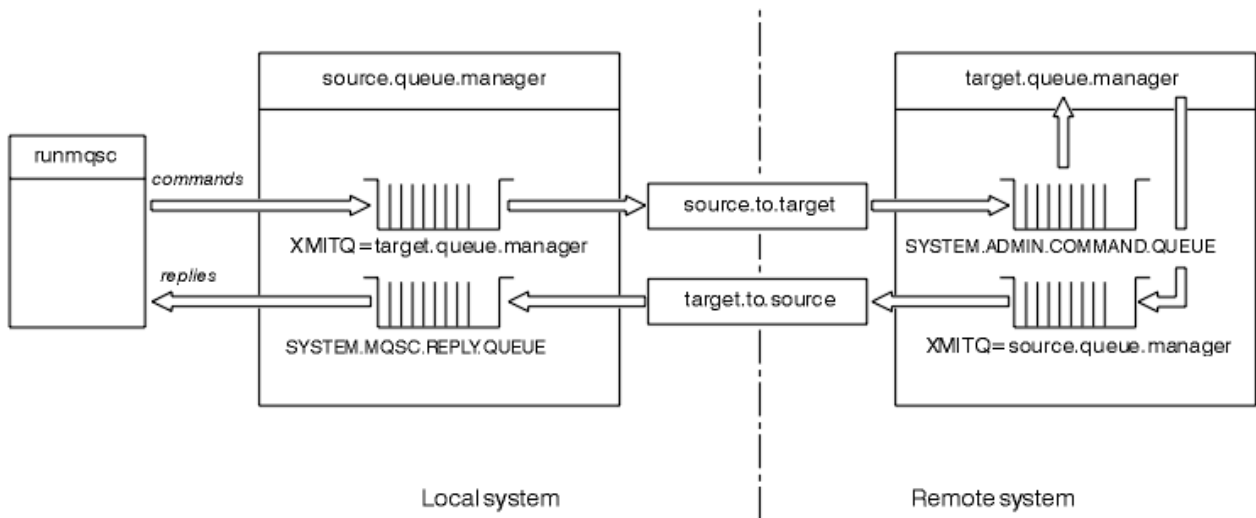 source.queue.manager
target.queue.manager
runmqsc
commands
source.to.target
XMITQ=target.queue.manager
SYSTEM.ADMIN.COMMAND.QUEUE
replies
target.to.source
SYSTEM.MQSC.REPLY.QUEUE
XMITQ=source.queue.manager
Local system
Remote system